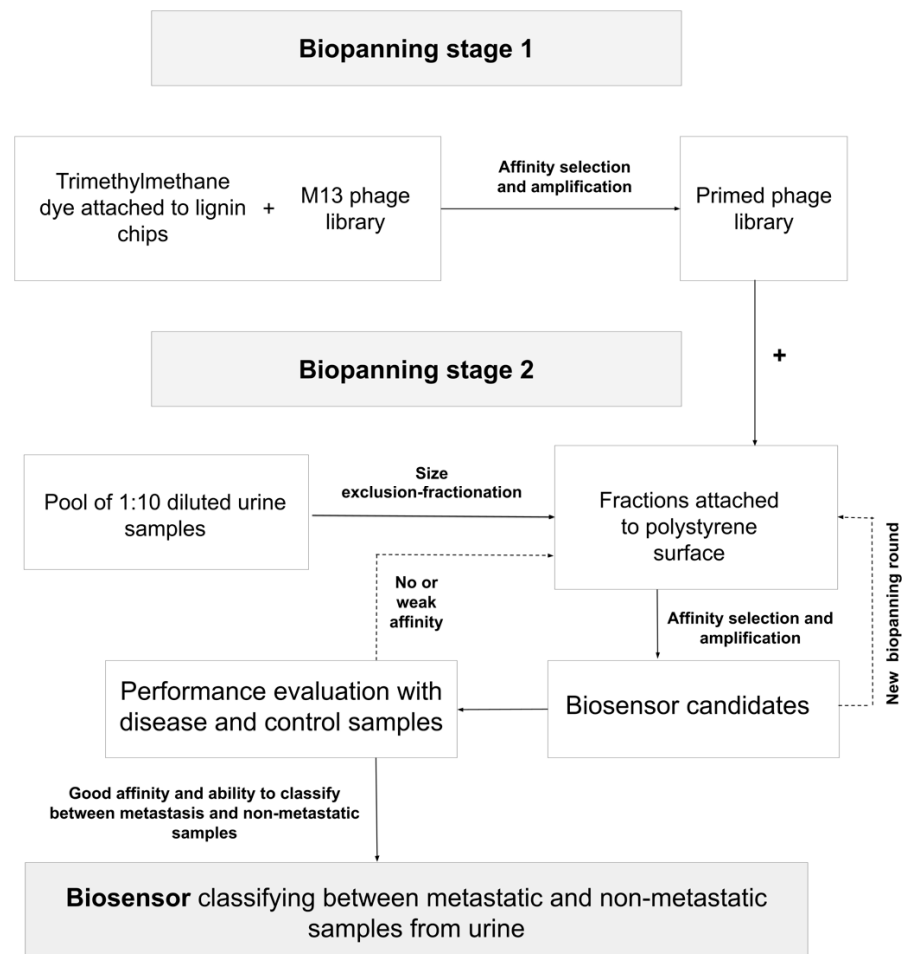 Biopanning stage 1
Trimethylmethane
dye attached to lignin
chips
+
M13 phage
library
Affinity selection
and amplification
Primed phage
library
+
Biopanning stage 2
Pool of 1:10 diluted urine
samples
Size
exclusion-fractionation
Fractions attached
to polystyrene
surface
No or
weak
affinity
Affinity selection and
amplification
New biopanning round
Performance evaluation with
disease and control samples
Biosensor candidates
Good affinity and ability to classify
between metastasis and non-metastatic
samples
Biosensor classifying between metastatic and non-metastatic
samples from urine